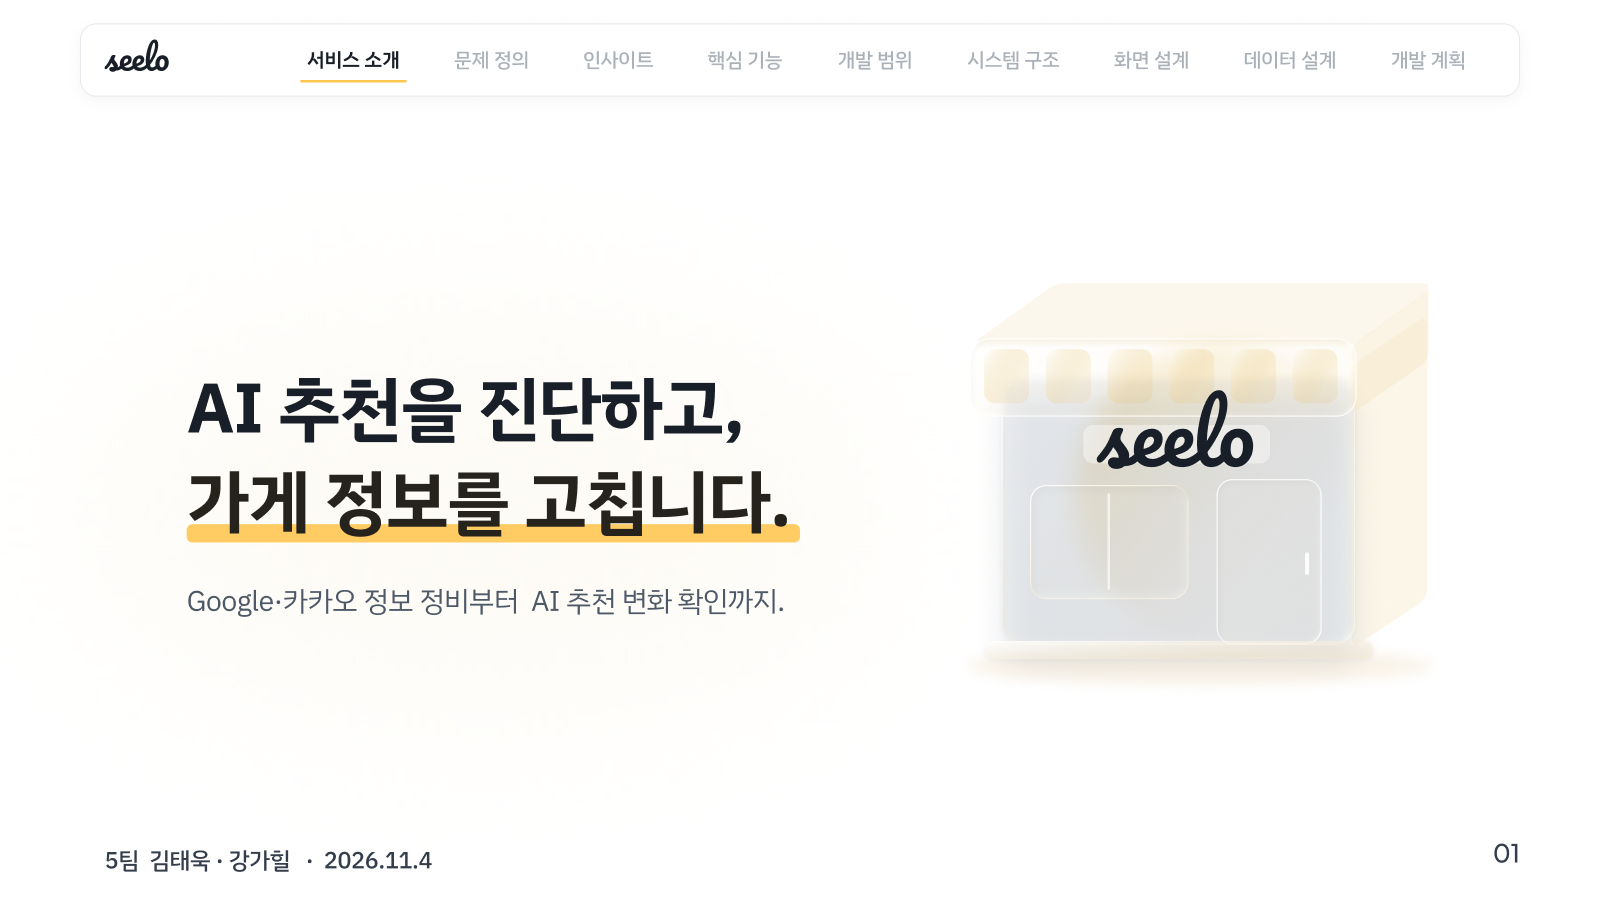 seelo
서비스 소개 문제 정의 인사이트 핵심 기능 개발 범위 시스템 구조 화면 설계 데이터 설계 개발 계획
AI 추천을 진단하고,
가게 정보를 고칩니다.
Google·카카오 정보 정비부터 AI 추천 변화 확인까지.
seelo
5팀 김태욱 · 강가힐 · 2026.11.4
01